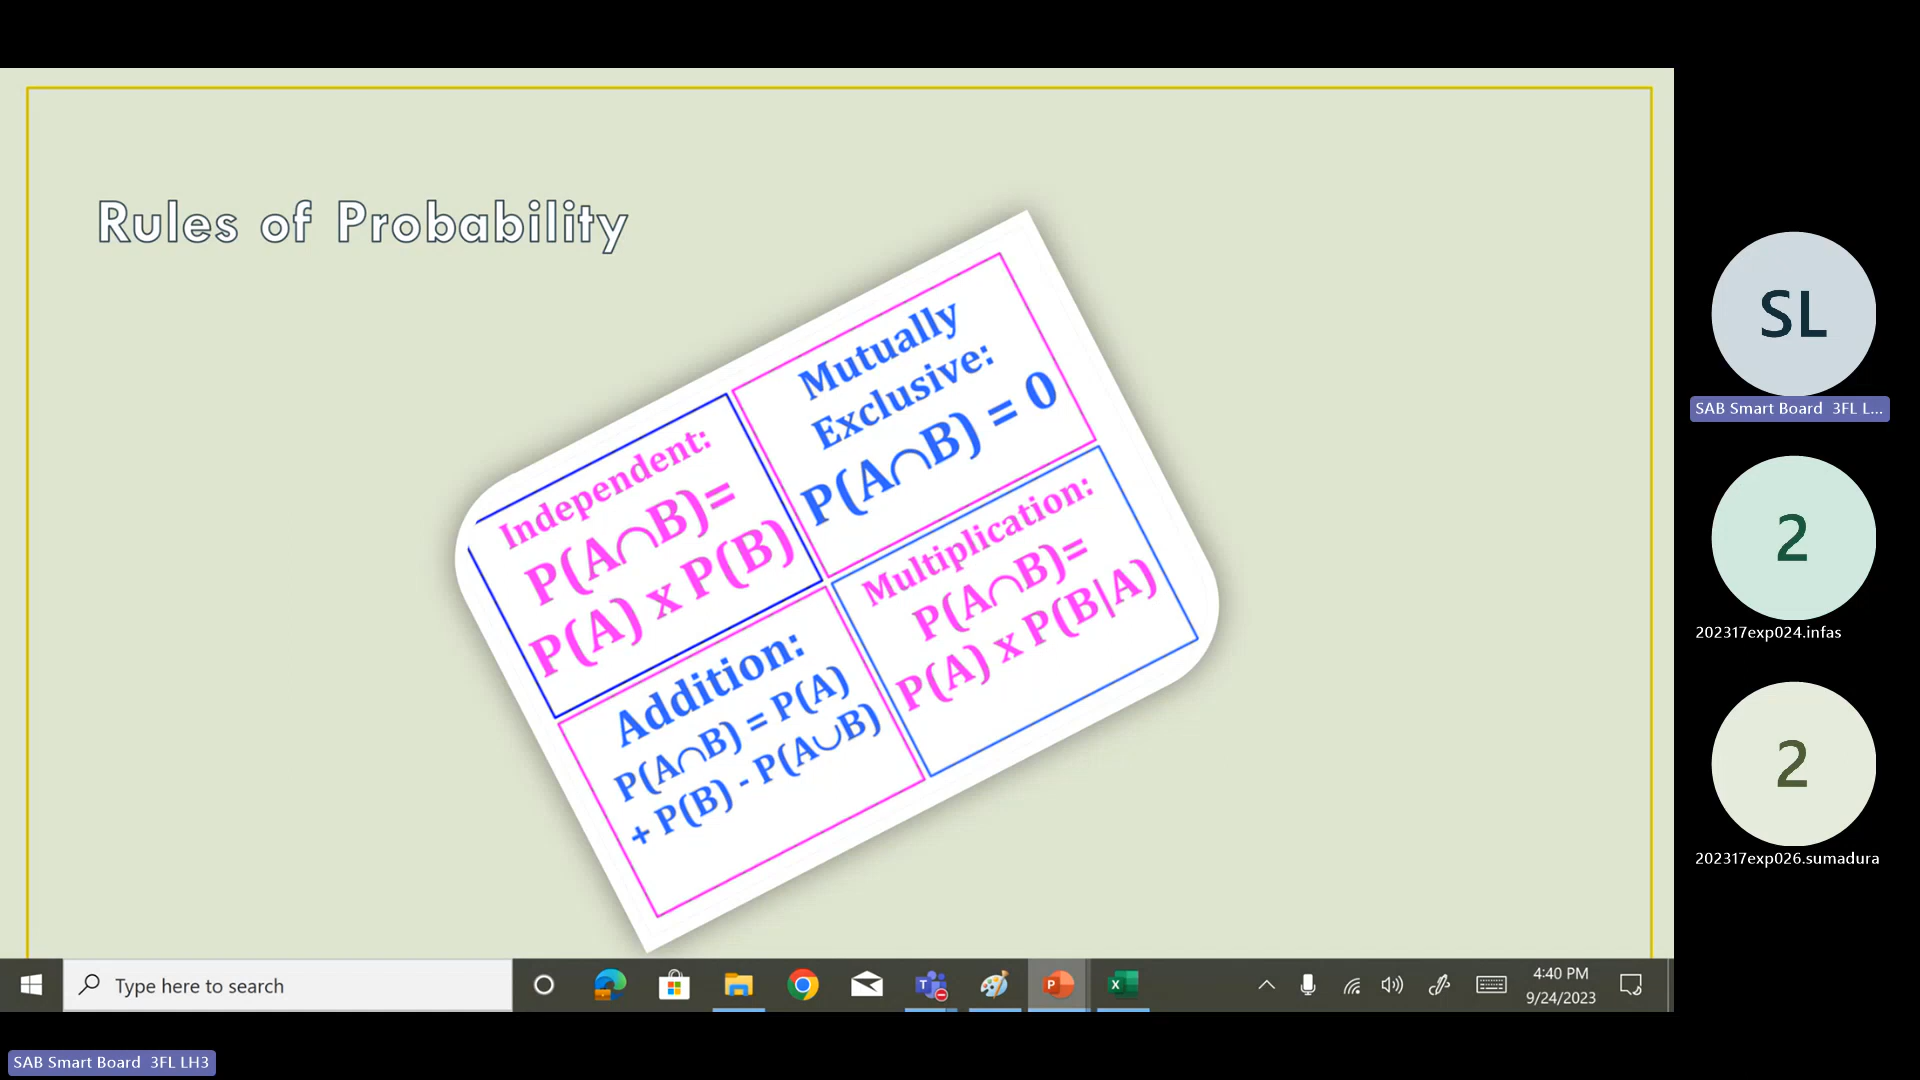 Rules of Probability
Mutually
Exclusive:
P(A∩B) = 0
Independent:
P(A∩B)=
P(A) x P(B)
Multiplication:
P(A∩B)=
P(A) x P(B|A)
Addition:
P(A∩B) = P(A)
+ P(B) - P(A∪B)
SL
SAB Smart Board 3FL L...
2
202317exp024.infas
2
202317exp026.sumadura
Type here to search
4:40 PM
9/24/2023
SAB Smart Board 3FL LH3